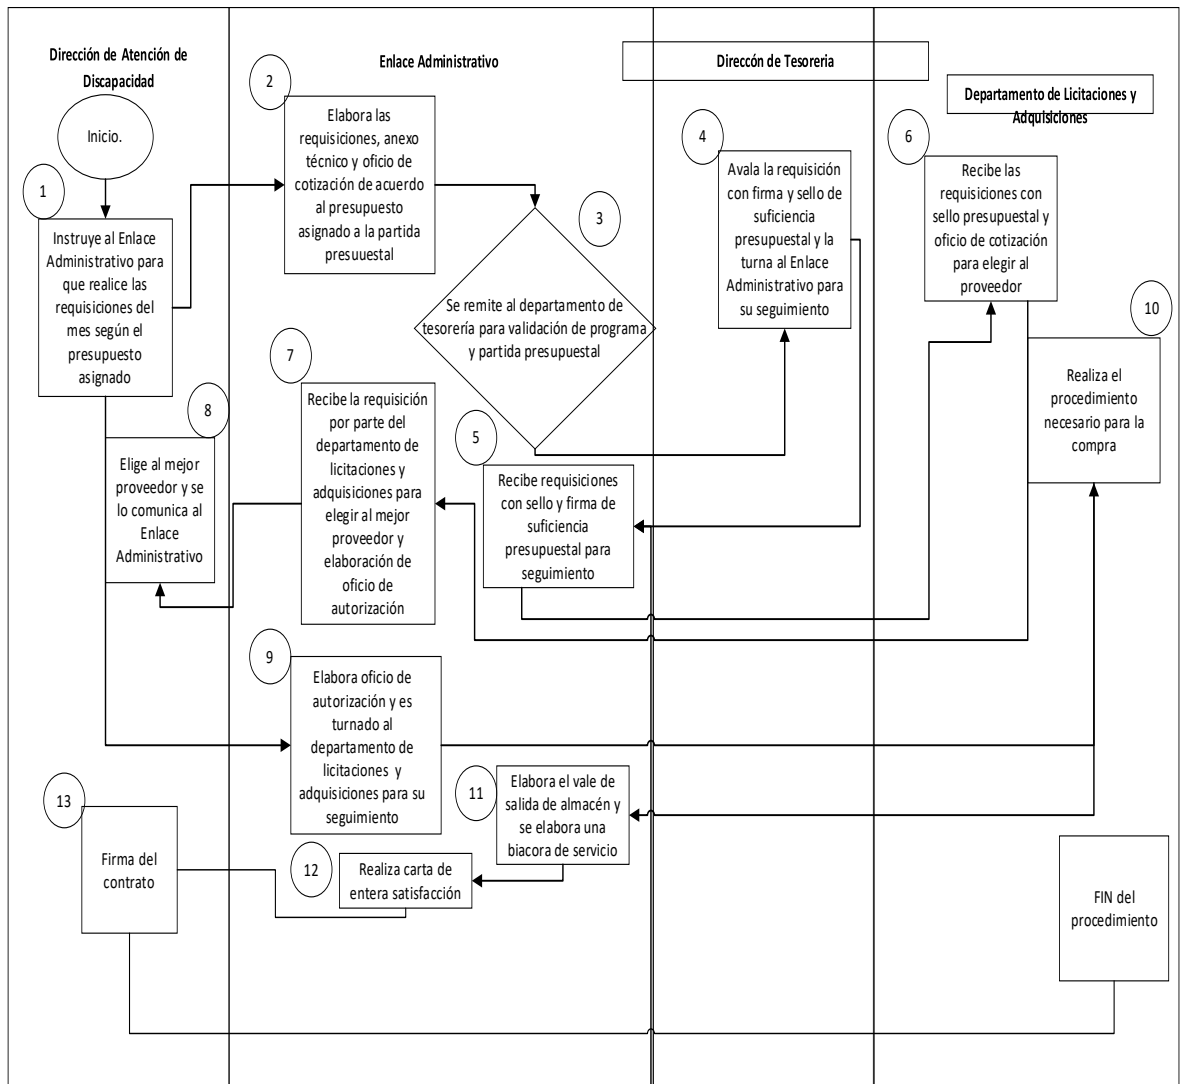 Dirección de Atención de
Discapacidad
Enlace Administrativo
Direccón de Tesoreria
Departamento de Licitaciones y
Adquisiciones
Inicio.
1
Instruye al Enlace
Administrativo para
que realice las
requisiciones del
mes según el
presupuesto
asignado
2
Elabora las
requisiciones, anexo
técnico y oficio de
cotización de acuerdo
al presupuesto
asignado a la partida
presuuestal
3
Se remite al departamento de
tesorería para validación de programa
y partida presupuestal
4
Avala la requisición
con firma y sello de
suficiencia
presupuestal y la
turna al Enlace
Administrativo para
su seguimiento
5
Recibe requisiciones
con sello y firma de
suficiencia
presupuestal para
seguimiento
6
Recibe las
requisiciones con
sello presupuestal y
oficio de cotización
para elegir al
proveedor
7
Recibe la requisición
por parte del
departamento de
licitaciones y
adquisiciones para
elegir al mejor
proveedor y
elaboración de
oficio de
autorización
8
Elige al mejor
proveedor y se
lo comunica al
Enlace
Administrativo
9
Elabora oficio de
autorización y es
turnado al
departamento de
licitaciones y
adquisiciones para su
seguimiento
10
Realiza el
procedimiento
necesario para la
compra
11
Elabora el vale de
salida de almacén y
se elabora una
biacora de servicio
12
Realiza carta de
entera satisfacción
13
Firma del
contrato
FIN del
procedimiento